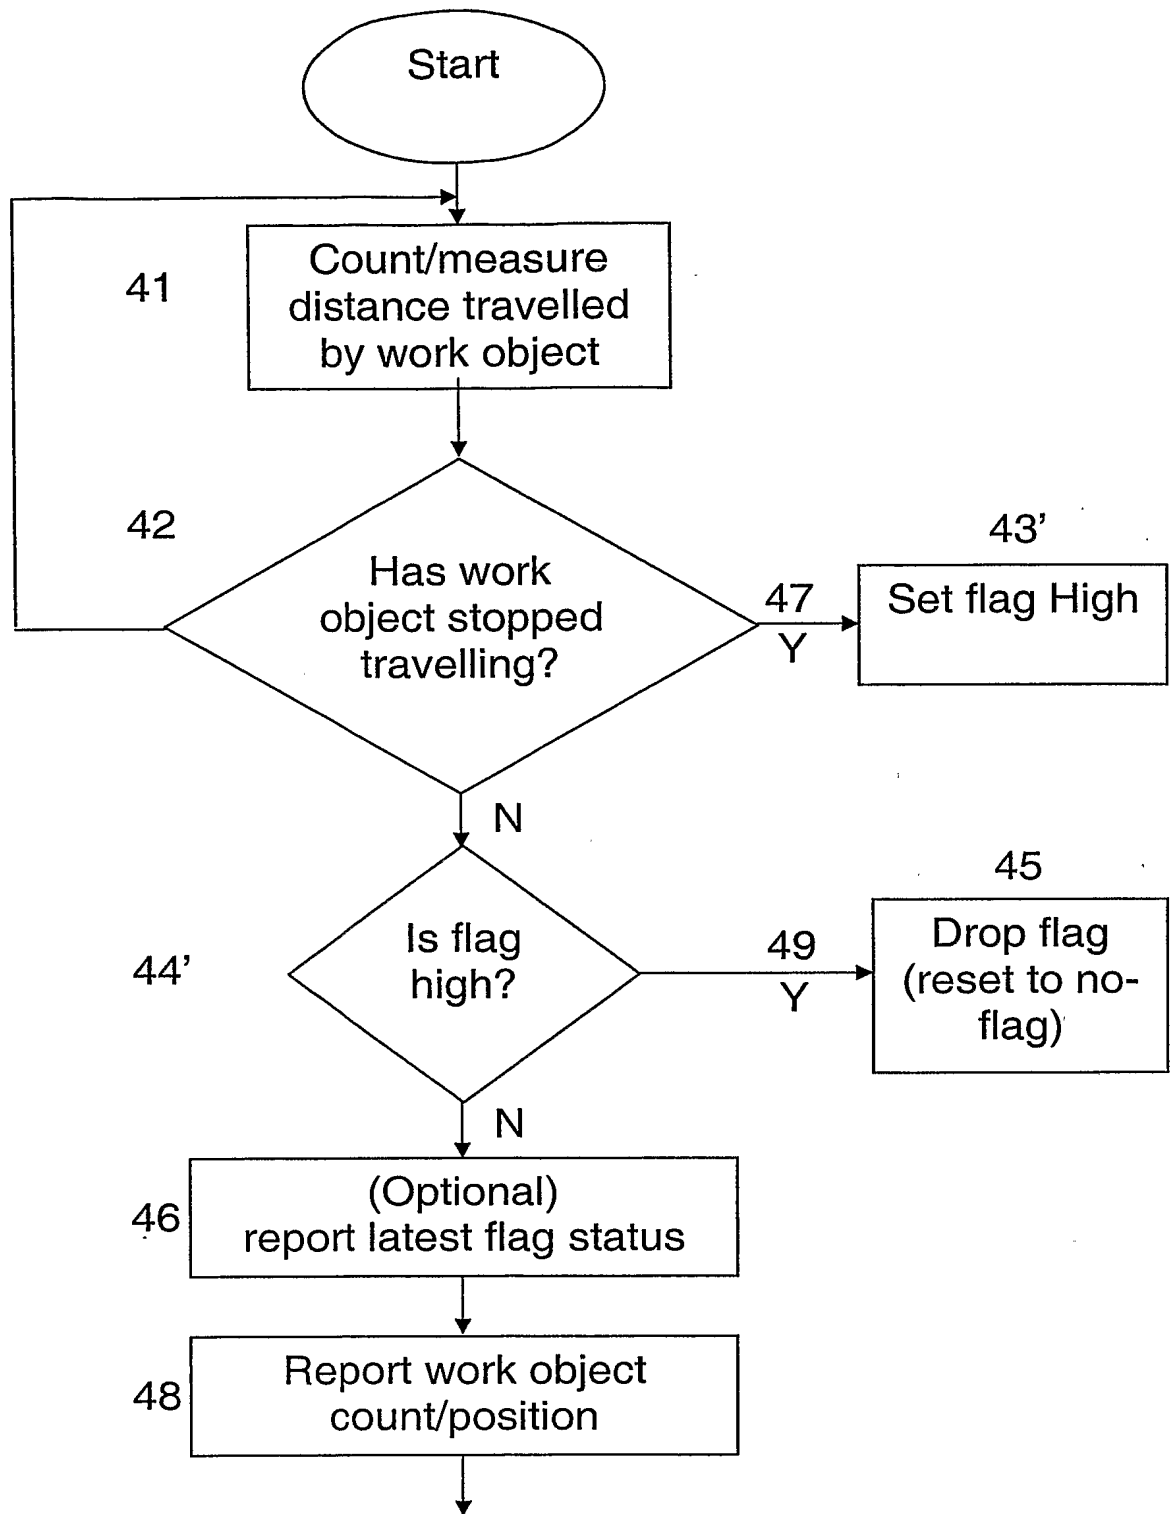 Start
41
Count/measure
distance travelled
by work object
42
Has work
object stopped
travelling?
47
Y
43’
Set flag High
N
44’
Is flag
high?
49
Y
45
Drop flag
(reset to no-
flag)
N
46
(Optional)
report latest flag status
48
Report work object
count/position